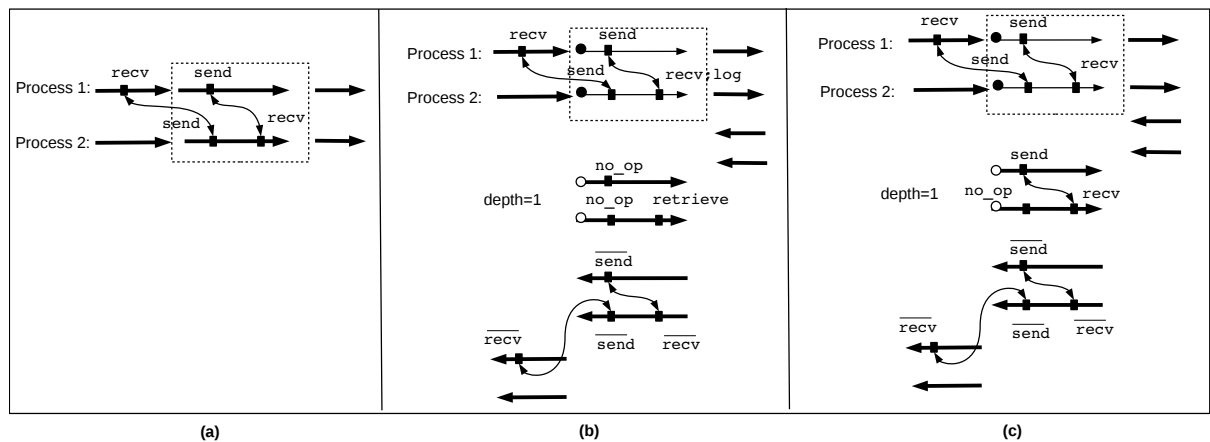 recv
send
Process 1:
send
recv
Process 2:
(a)
send
recv
Process 1:
send
recv,log
Process 2:
no_op
depth=1
no_op
retrieve
send
recv
send
recv
(b)
recv
send
Process 1:
send
recv
Process 2:
send
depth=1
no_op
recv
send
recv
send
recv
(c)